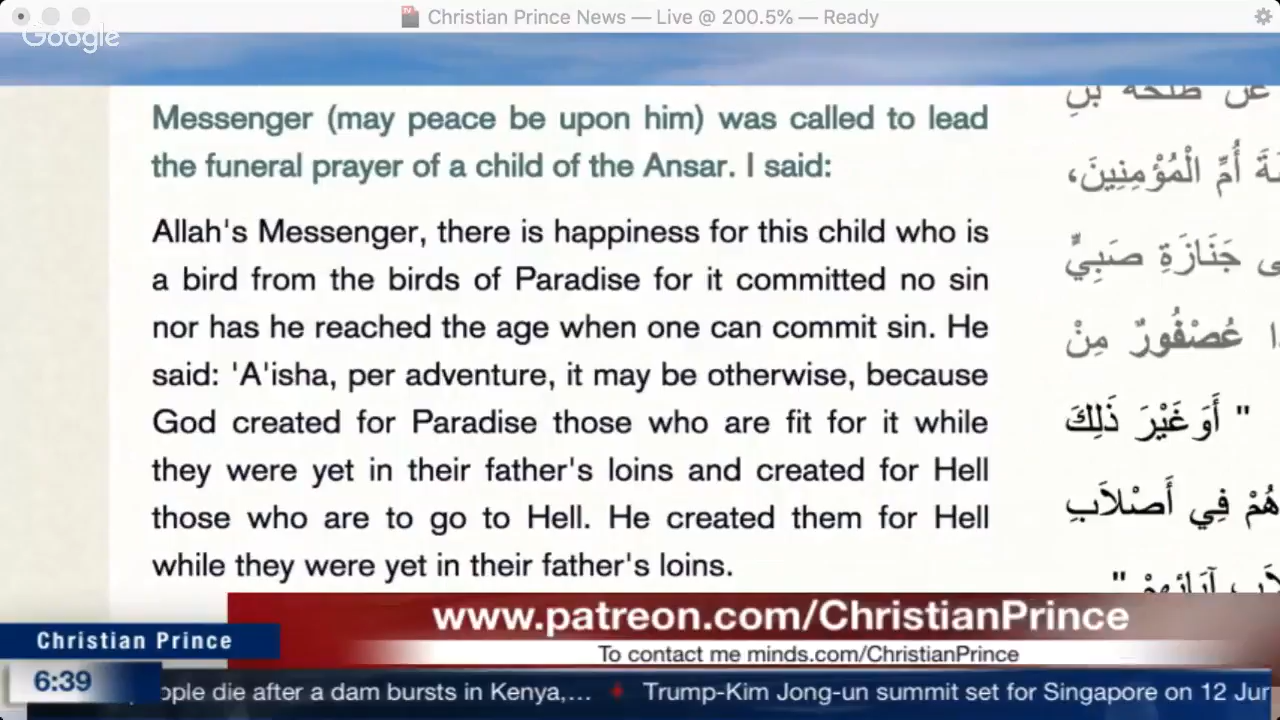 Christian Prince News — Live @ 200.5% — Ready
Google
Messenger (may peace be upon him) was called to lead
the funeral prayer of a child of the Ansar. I said:
Allah's Messenger, there is happiness for this child who is
a bird from the birds of Paradise for it committed no sin
nor has he reached the age when one can commit sin. He
said: 'A'isha, per adventure, it may be otherwise, because
God created for Paradise those who are fit for it while
they were yet in their father's loins and created for Hell
those who are to go to Hell. He created them for Hell
while they were yet in their father's loins.
عن طلحة بن
أُمِّ الْمُؤْمِنِينَ،
جَنَازَةِ صَبِيٍّ
عُصْفُورٌ مِنْ
" أَوَ غَيْرَ ذَلِكَ
هُمْ فِي أَصْلاَبِ
آبَائِهِمْ "
www.patreon.com/ChristianPrince
To contact me minds.com/ChristianPrince
Christian Prince
6:39
ople die after a dam bursts in Kenya,... Trump-Kim Jong-un summit set for Singapore on 12 Jun